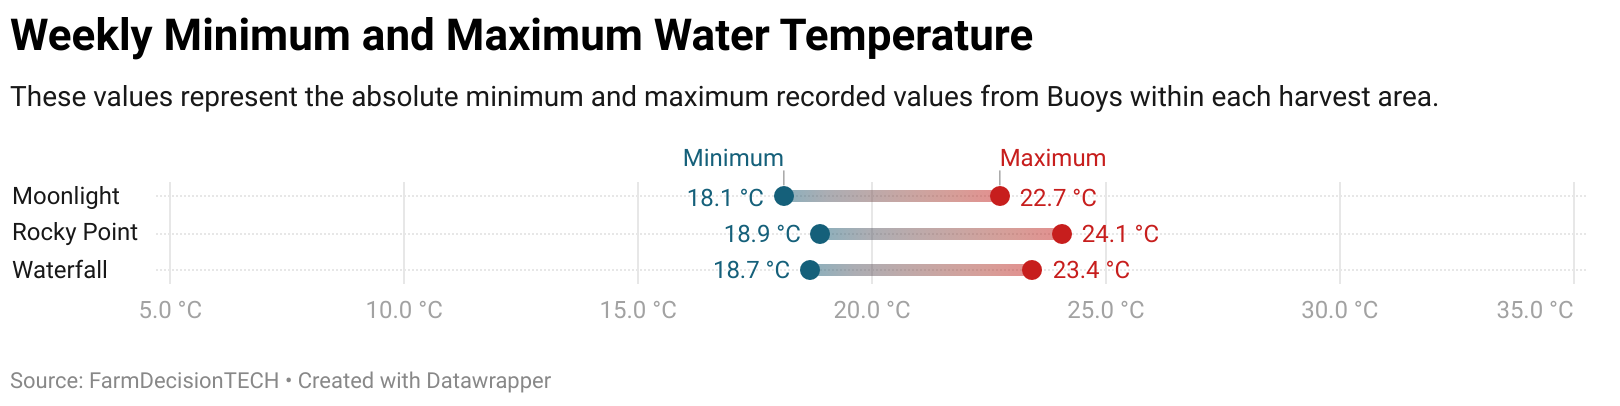 Weekly Minimum and Maximum Water Temperature
These values represent the absolute minimum and maximum recorded values from Buoys within each harvest area.
Minimum Maximum
Moonlight 18.1 °C 22.7 °C
Rocky Point 18.9 °C 24.1 °C
Waterfall 18.7 °C 23.4 °C
5.0 °C 10.0 °C 15.0 °C 20.0 °C 25.0 °C 30.0 °C 35.0 °C
Source: FarmDecisionTECH • Created with Datawrapper